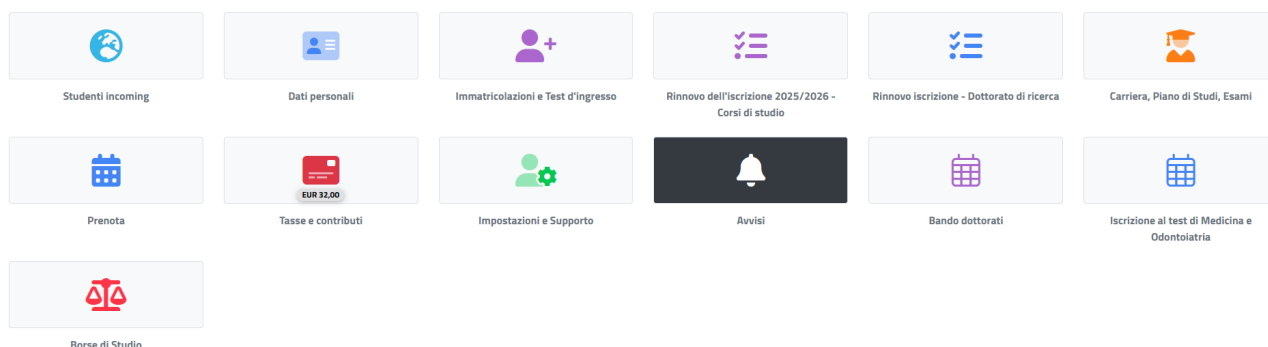 Studenti incoming
Dati personali
Immatricolazioni e Test d'ingresso
Rinnovo dell'iscrizione 2025/2026 -
Corsi di studio
Rinnovo iscrizione - Dottorato di ricerca
Carriera, Piano di Studi, Esami
Prenota
EUR 32,00
Tasse e contributi
Impostazioni e Supporto
Avvisi
Bando dottorati
Iscrizione al test di Medicina e
Odontoiatria
Borse di Studio